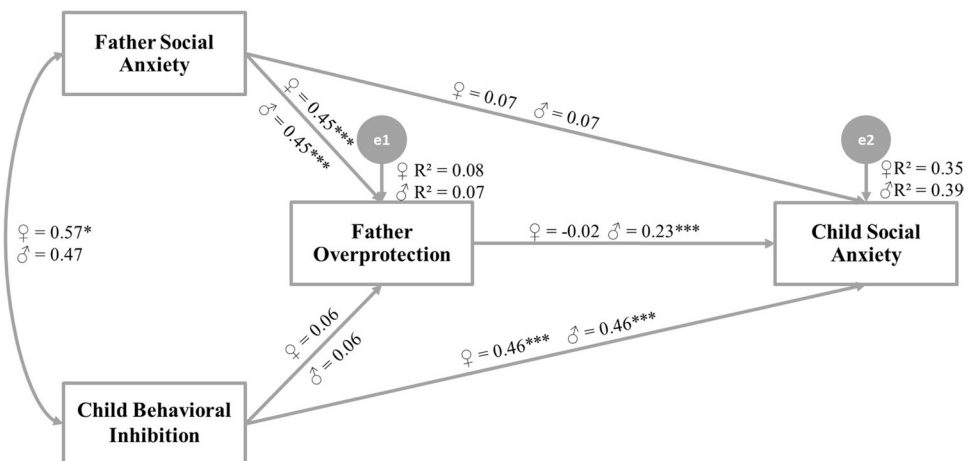 Father Social
Anxiety
♀ = 0.07 ♂ = 0.07
♀ = 0.45***
♂ = 0.45***
e1
e2
♀ R² = 0.08
♂ R² = 0.07
♀R² = 0.35
♂R² = 0.39
♀ = 0.57*
♂ = 0.47
Father
Overprotection
♀ = -0.02 ♂ = 0.23***
Child Social
Anxiety
♀ = 0.06
♂ = 0.06
♀ = 0.46*** ♂ = 0.46***
Child Behavioral
Inhibition